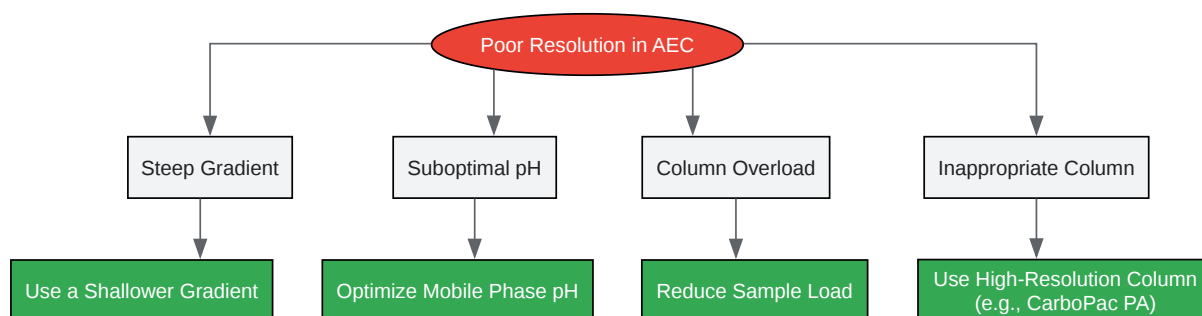 Poor Resolution in AEC
Steep Gradient
Suboptimal pH
Column Overload
Inappropriate Column
Use a Shallower Gradient
Optimize Mobile Phase pH
Reduce Sample Load
Use High-Resolution Column
(e.g., CarboPac PA)